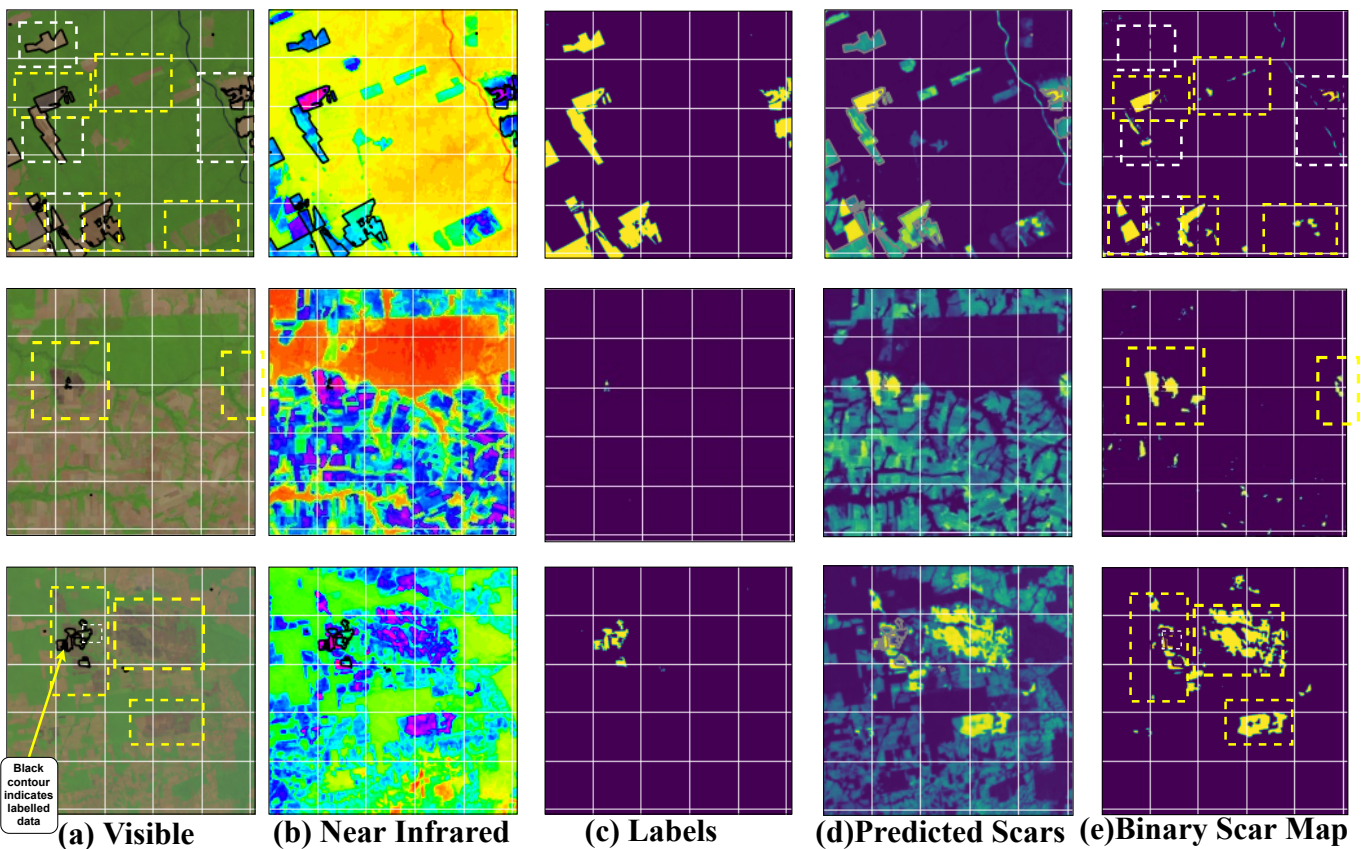 Black
contour
indicates
labelled
data
(a) Visible
(b) Near Infrared
(c) Labels
(d)Predicted Scars
(e)Binary Scar Map